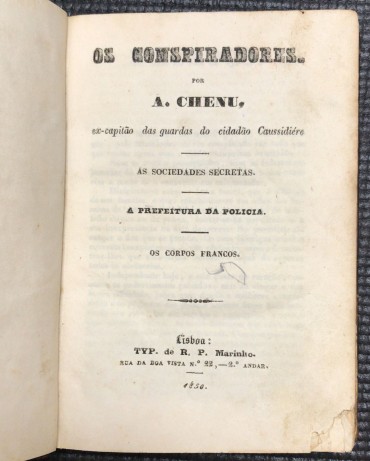 OS CONSPIRADORES.
POR
A. CHENU,
ex-capitão das guardas do cidadão Caussidiére
AS SOCIEDADES SECRETAS.
A PREFEITURA DA POLICIA.
OS CORPOS FRANCOS.
Lisboa:
TYP. de R. P. Marinho.
RUA DA BOA VISTA N.º 22, —2.º ANDAR.
1850.